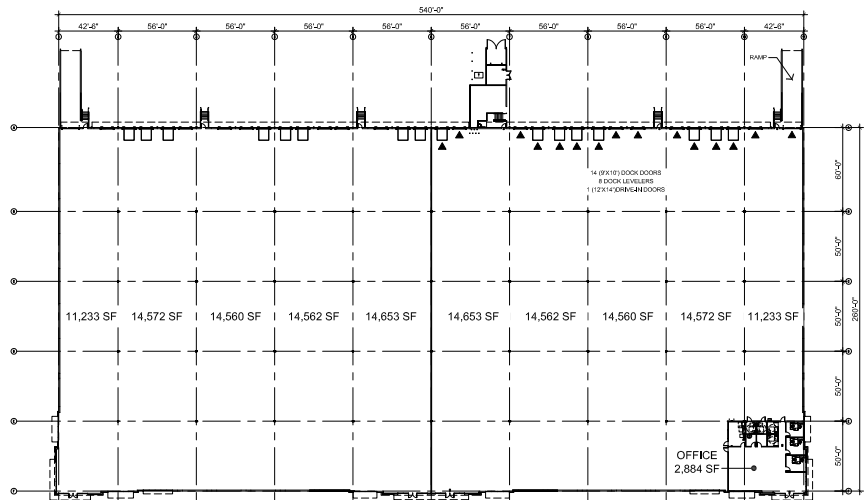 540'-0"
42'-6" 56'-0" 56'-0" 56'-0" 56'-0" 56'-0" 56'-0" 56'-0" 56'-0" 42'-6"
RAMP
14 (9'X10') DOCK DOORS
8 DOCK LEVELERS
1 (12'X14')DRIVE-IN DOORS
60'-0"
50'-0"
50'-0"
260'-0"
11,233 SF 14,572 SF 14,560 SF 14,562 SF 14,653 SF 14,653 SF 14,562 SF 14,560 SF 14,572 SF 11,233 SF
50'-0"
50'-0"
OFFICE
2,884 SF